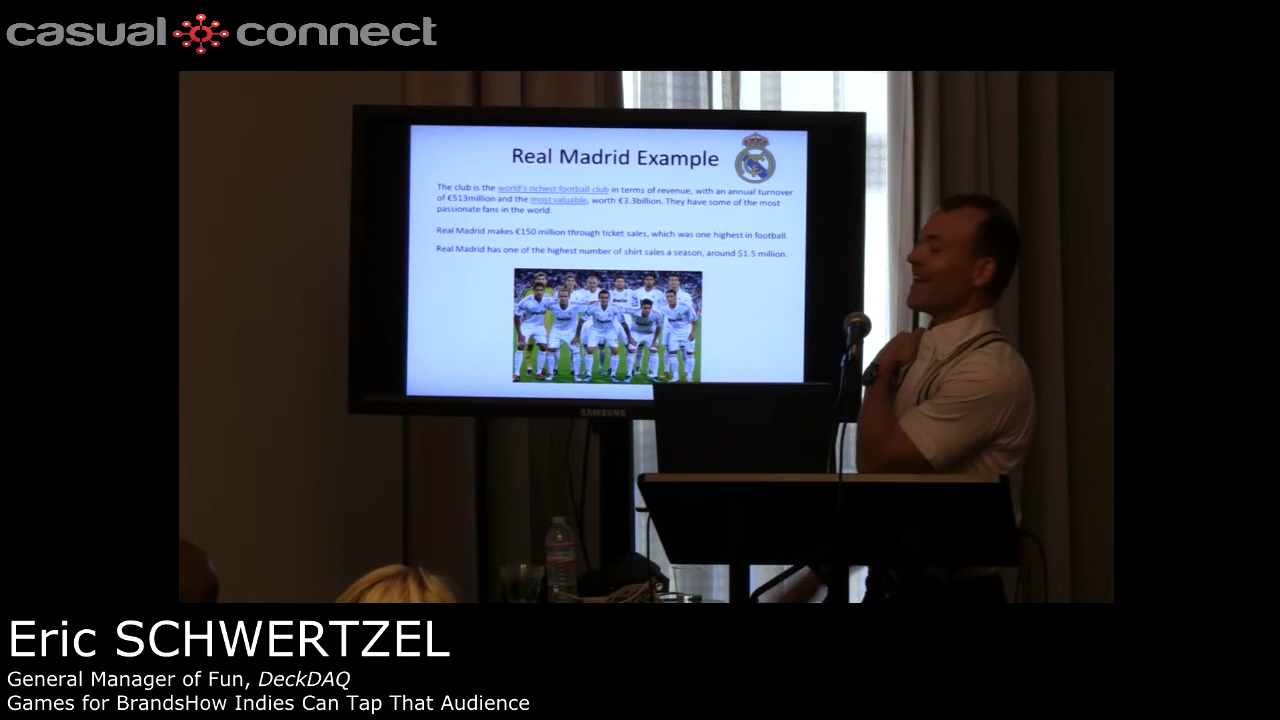 casual connect
Real Madrid Example
The club is the world's richest football club in terms of revenue, with an annual turnover
of €513million and the most valuable, worth €3.3billion. They have some of the most
passionate fans in the world.
Real Madrid makes €150 million through ticket sales, which was one highest in football.
Real Madrid has one of the highest number of shirt sales a season, around $1.5 million.
SAMSUNG
Eric SCHWERTZEL
General Manager of Fun, DeckDAQ
Games for BrandsHow Indies Can Tap That Audience